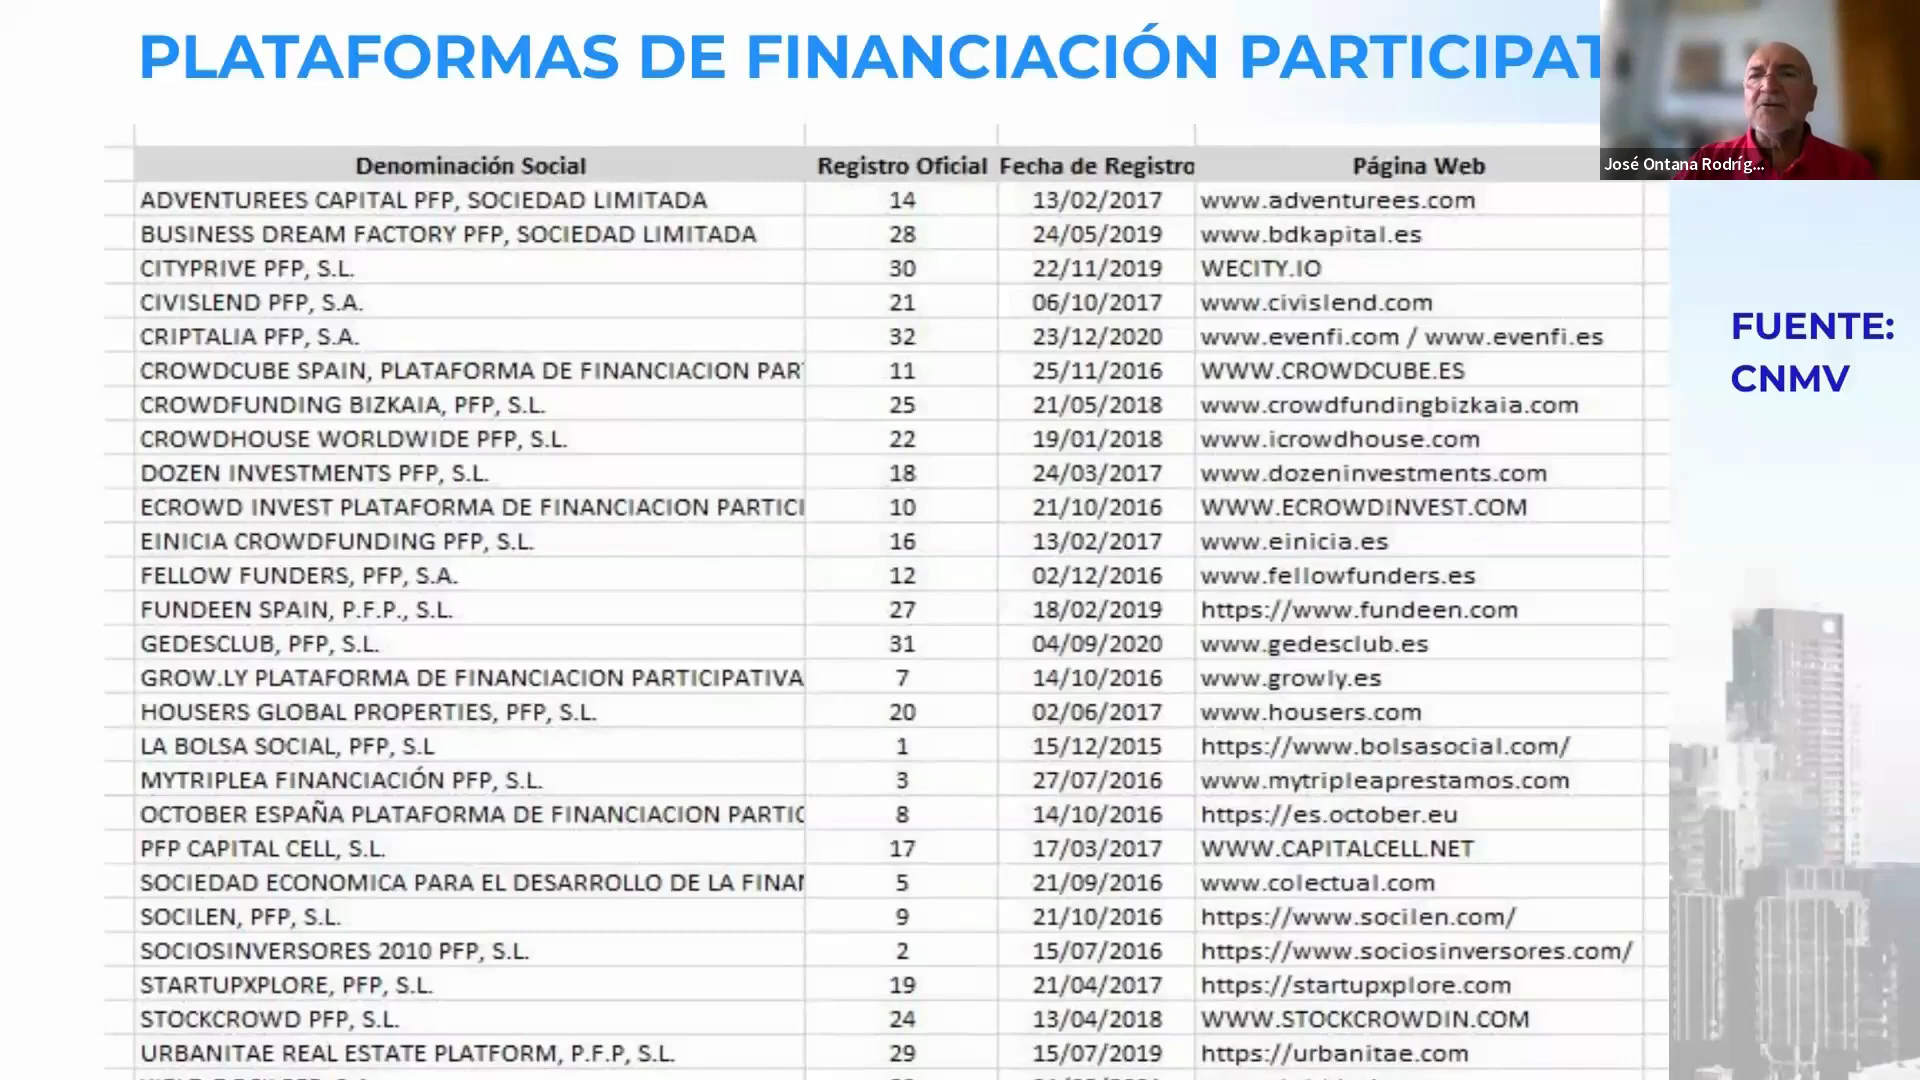 PLATAFORMAS DE FINANCIACIÓN PARTICIPAT
José Ontana Rodríg...
Denominación Social Registro Oficial Fecha de Registro Página Web
ADVENTUREES CAPITAL PFP, SOCIEDAD LIMITADA 14 13/02/2017 www.adventurees.com
BUSINESS DREAM FACTORY PFP, SOCIEDAD LIMITADA 28 24/05/2019 www.bdkapital.es
CITYPRIVE PFP, S.L. 30 22/11/2019 WECITY.IO
CIVISLEND PFP, S.A. 21 06/10/2017 www.civislend.com
CRIPTALIA PFP, S.A. 32 23/12/2020 www.evenfi.com / www.evenfi.es
CROWDCUBE SPAIN, PLATAFORMA DE FINANCIACION PAR 11 25/11/2016 WWW.CROWDCUBE.ES
CROWDFUNDING BIZKAIA, PFP, S.L. 25 21/05/2018 www.crowdfundingbizkaia.com
CROWDHOUSE WORLDWIDE PFP, S.L. 22 19/01/2018 www.icrowdhouse.com
DOZEN INVESTMENTS PFP, S.L. 18 24/03/2017 www.dozeninvestments.com
ECROWD INVEST PLATAFORMA DE FINANCIACION PARTICI 10 21/10/2016 WWW.ECROWDINVEST.COM
EINICIA CROWDFUNDING PFP, S.L. 16 13/02/2017 www.einicia.es
FELLOW FUNDERS, PFP, S.A. 12 02/12/2016 www.fellowfunders.es
FUNDEEN SPAIN, P.F.P., S.L. 27 18/02/2019 https://www.fundeen.com
GEDESCLUB, PFP, S.L. 31 04/09/2020 www.gedesclub.es
GROW.LY PLATAFORMA DE FINANCIACION PARTICIPATIVA 7 14/10/2016 www.growly.es
HOUSERS GLOBAL PROPERTIES, PFP, S.L. 20 02/06/2017 www.housers.com
LA BOLSA SOCIAL, PFP, S.L 1 15/12/2015 https://www.bolsasocial.com/
MYTRIPLEA FINANCIACIÓN PFP, S.L. 3 27/07/2016 www.mytripleaprestamos.com
OCTOBER ESPAÑA PLATAFORMA DE FINANCIACION PARTIC 8 14/10/2016 https://es.october.eu
PFP CAPITAL CELL, S.L. 17 17/03/2017 WWW.CAPITALCELL.NET
SOCIEDAD ECONOMICA PARA EL DESARROLLO DE LA FINAN 5 21/09/2016 www.colectual.com
SOCILEN, PFP, S.L. 9 21/10/2016 https://www.socilen.com/
SOCIOSINVERSORES 2010 PFP, S.L. 2 15/07/2016 https://www.sociosinversores.com/
STARTUPXPLORE, PFP, S.L. 19 21/04/2017 https://startupxplore.com
STOCKCROWD PFP, S.L. 24 13/04/2018 WWW.STOCKCROWDIN.COM
URBANITAE REAL ESTATE PLATFORM, P.F.P, S.L. 29 15/07/2019 https://urbanitae.com
FUENTE:
CNMV